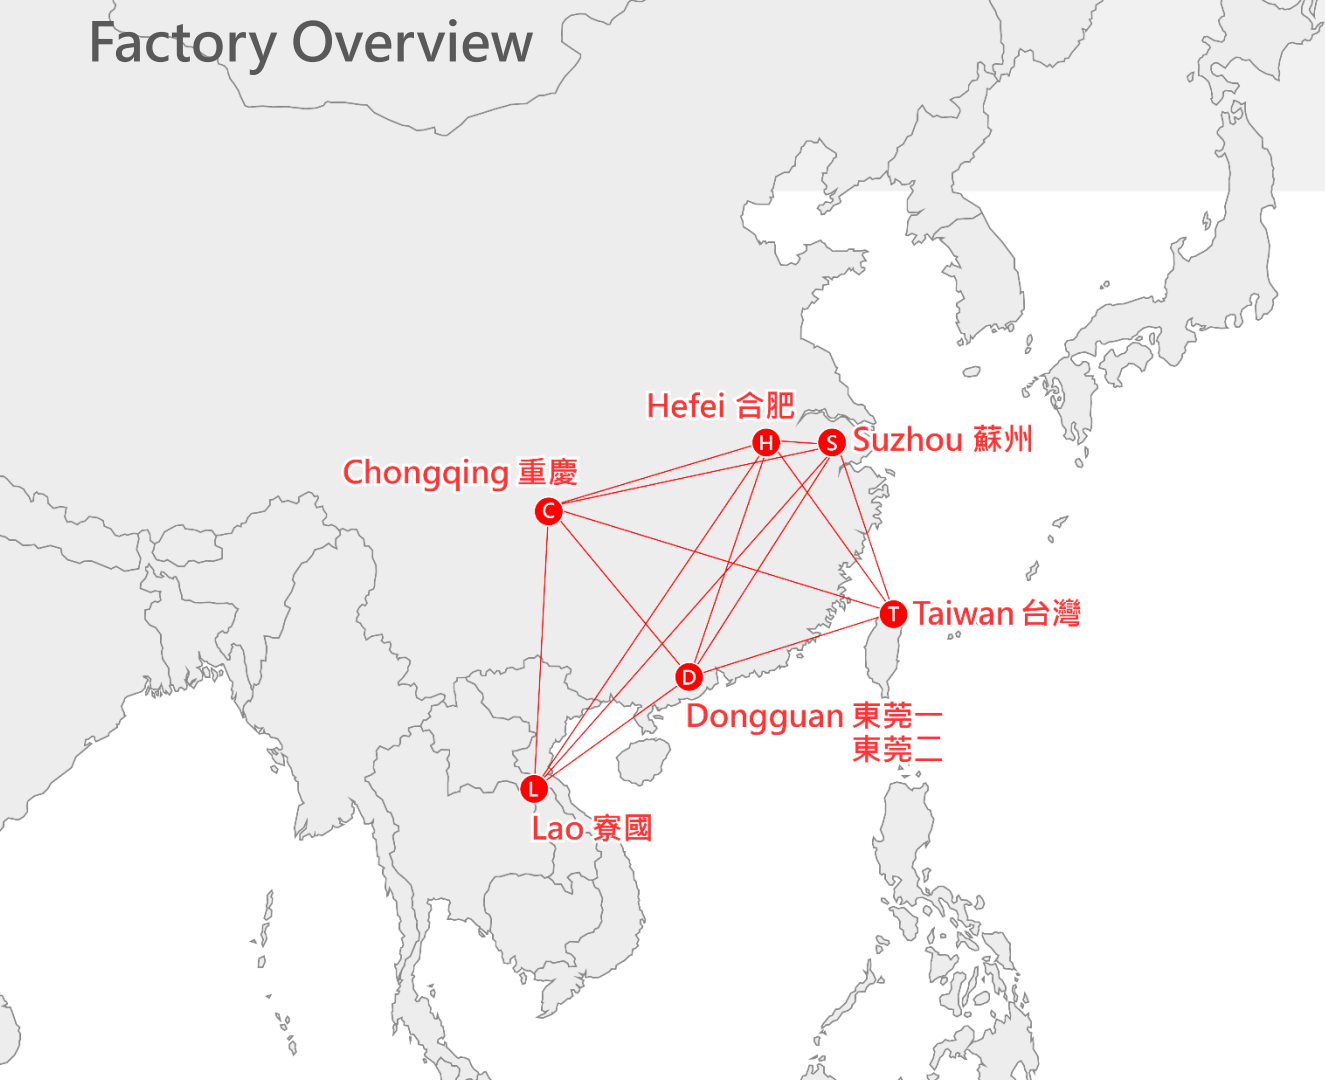 Factory Overview
Hefei 合肥
H
S
Suzhou 蘇州
Chongqing 重慶
C
T
Taiwan 台灣
D
Dongguan 東莞一
東莞二
L
Lao 寮國